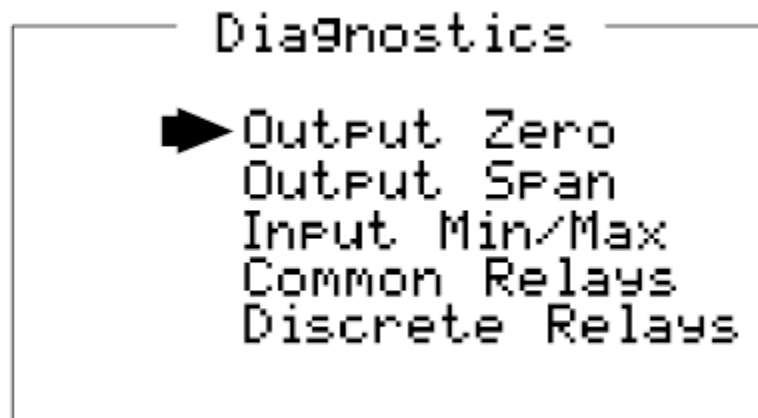 Diagnostics
Output Zero
Output Span
Input Min/Max
Common Relays
Discrete Relays